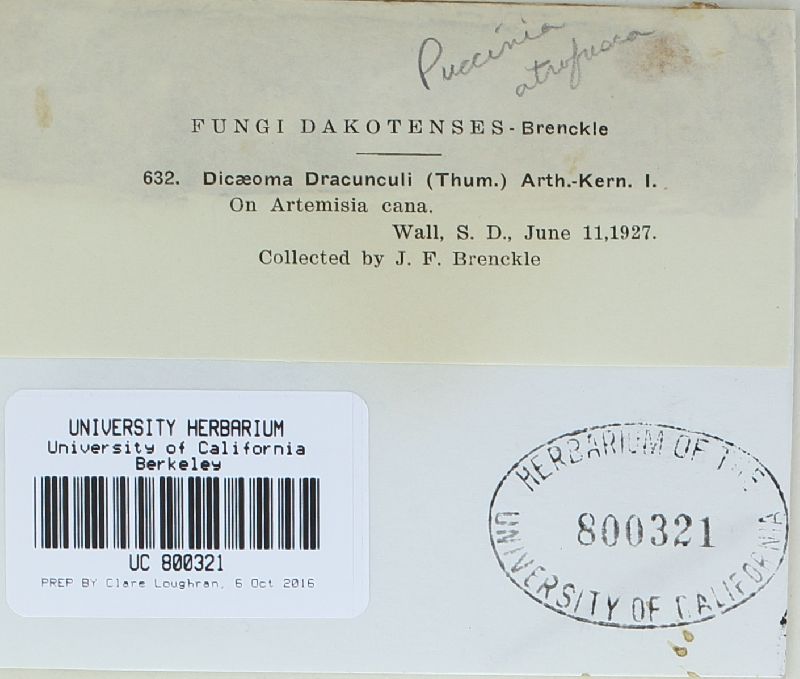 Puccinia
atrofusca
FUNGI DAKOTENSES - Brenckle
632. Dicæoma Dracunculi (Thum.) Arth.-Kern. I.
On Artemisia cana.
Wall, S. D., June 11,1927.
Collected by J. F. Brenckle
UNIVERSITY HERBARIUM
University of California
Berkeley
UC 800321
PREP BY Clare Loughran, 6 Oct 2016
HERBARIUM OF THE
800321
UNIVERSITY OF CALIFORNIA